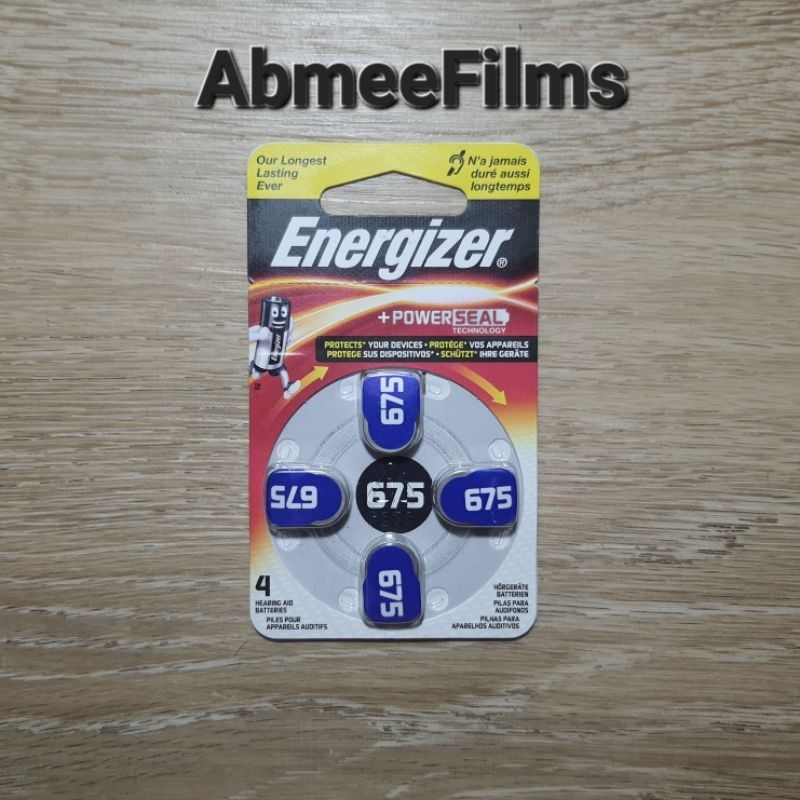 AbmeeFilms
Our Longest
Lasting
Ever
N'a jamais
duré aussi
longtemps
Energizer®
Energizer
+POWERSEAL
TECHNOLOGY
PROTECTS* YOUR DEVICES • PROTÈGE* VOS APPAREILS
PROTEGE SUS DISPOSITIVOS* • SCHÜTZT* IHRE GERÄTE
675
675
675
675
675
4
HEARING AID
BATTERIES
PILES POUR
APPAREILS AUDITIFS
HÖRGERÄTE
BATTERIEN
PILAS PARA
AUDIFONOS
PILHAS PARA
APARELHOS AUDITIVOS